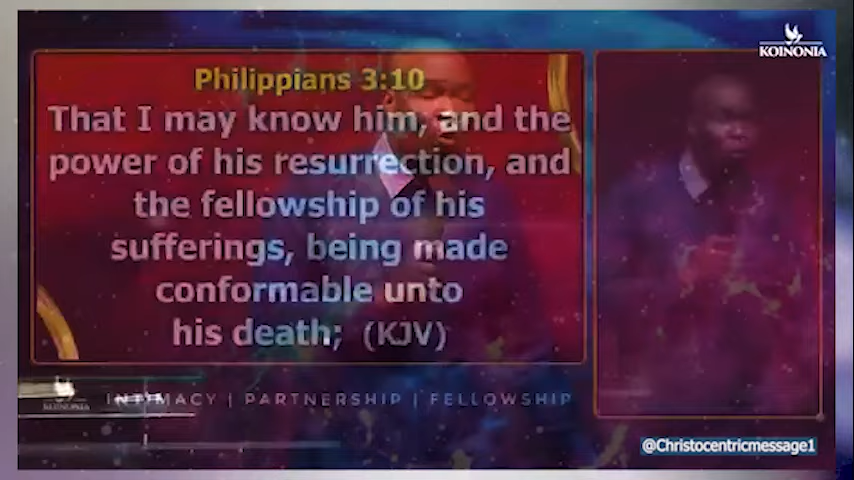 KOINONIA
Philippians 3:10
That I may know him, and the
power of his resurrection, and
the fellowship of his
sufferings, being made
conformable unto
his death; (KJV)
KOINONIA
INTIMACY | PARTNERSHIP | FELLOWSHIP
@Christocentricmessage1